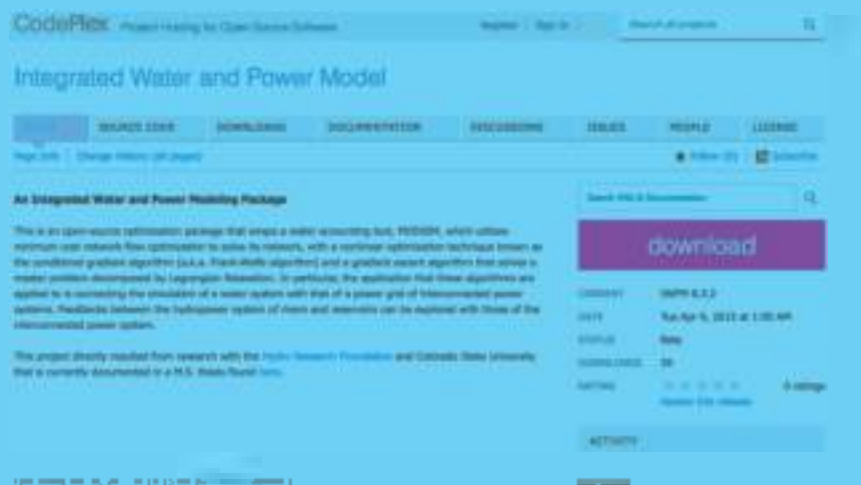 CodePlex Project Hosting for Open Source Software
Register Sign In Search all projects
Integrated Water and Power Model
SOURCE CODE DOWNLOADS DOCUMENTATION DISCUSSIONS ISSUES PEOPLE LICENSE
Page Info Change History (all pages)
Follow Subscribe
An Integrated Water and Power Modeling Package
This is an open-source optimization package that wraps a water accounting tool, MODSIM, which utilizes
minimum cost network flow optimization to solve its network, with a nonlinear optimization technique known as
the conditional gradient algorithm (a.k.a. Frank-Wolfe algorithm) and a gradient ascent algorithm that solves a
master problem decomposed by Lagrangian Relaxation. In particular, the application that these algorithms are
applied to is connecting the simulation of a water system with that of a power grid of interconnected power
systems. Feedbacks between the hydropower system of rivers and reservoirs can be explored with those of the
interconnected power system.
This project directly resulted from research with the Hydro Research Foundation and Colorado State University
that is currently documented in a M.S. thesis found here.
Search Wiki & Documentation
download
CURRENT
DATE Tue Apr 9, 2013 at 1:00 AM
STATUS Beta
DOWNLOADS
RATING 0 ratings
Review this release
ACTIVITY